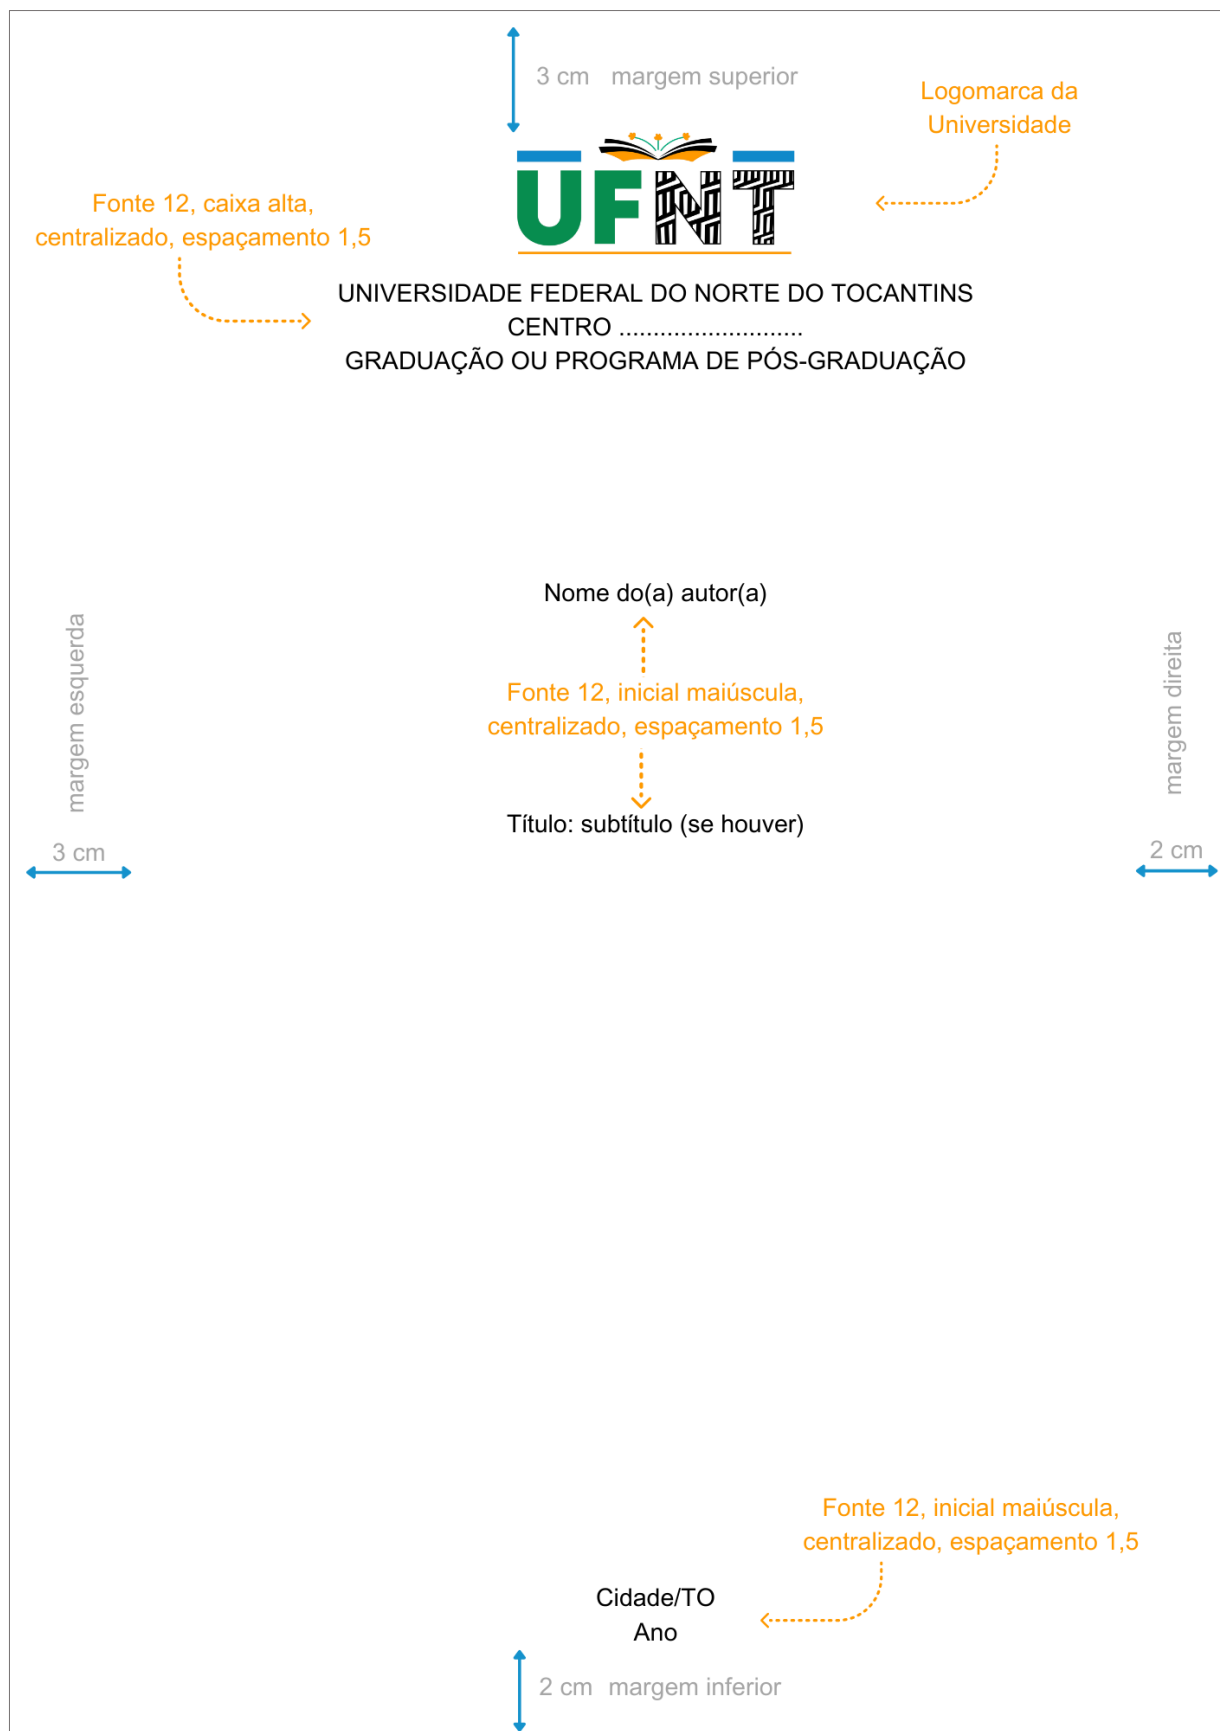 3 cm margem superior
Logomarca da
Universidade
UFNT
Fonte 12, caixa alta,
centralizado, espaçamento 1,5
UNIVERSIDADE FEDERAL DO NORTE DO TOCANTINS
CENTRO ...........................
GRADUAÇÃO OU PROGRAMA DE PÓS-GRADUAÇÃO
Nome do(a) autor(a)
margem esquerda
margem direita
Fonte 12, inicial maiúscula,
centralizado, espaçamento 1,5
Título: subtítulo (se houver)
3 cm
2 cm
Fonte 12, inicial maiúscula,
centralizado, espaçamento 1,5
Cidade/TO
Ano
2 cm margem inferior